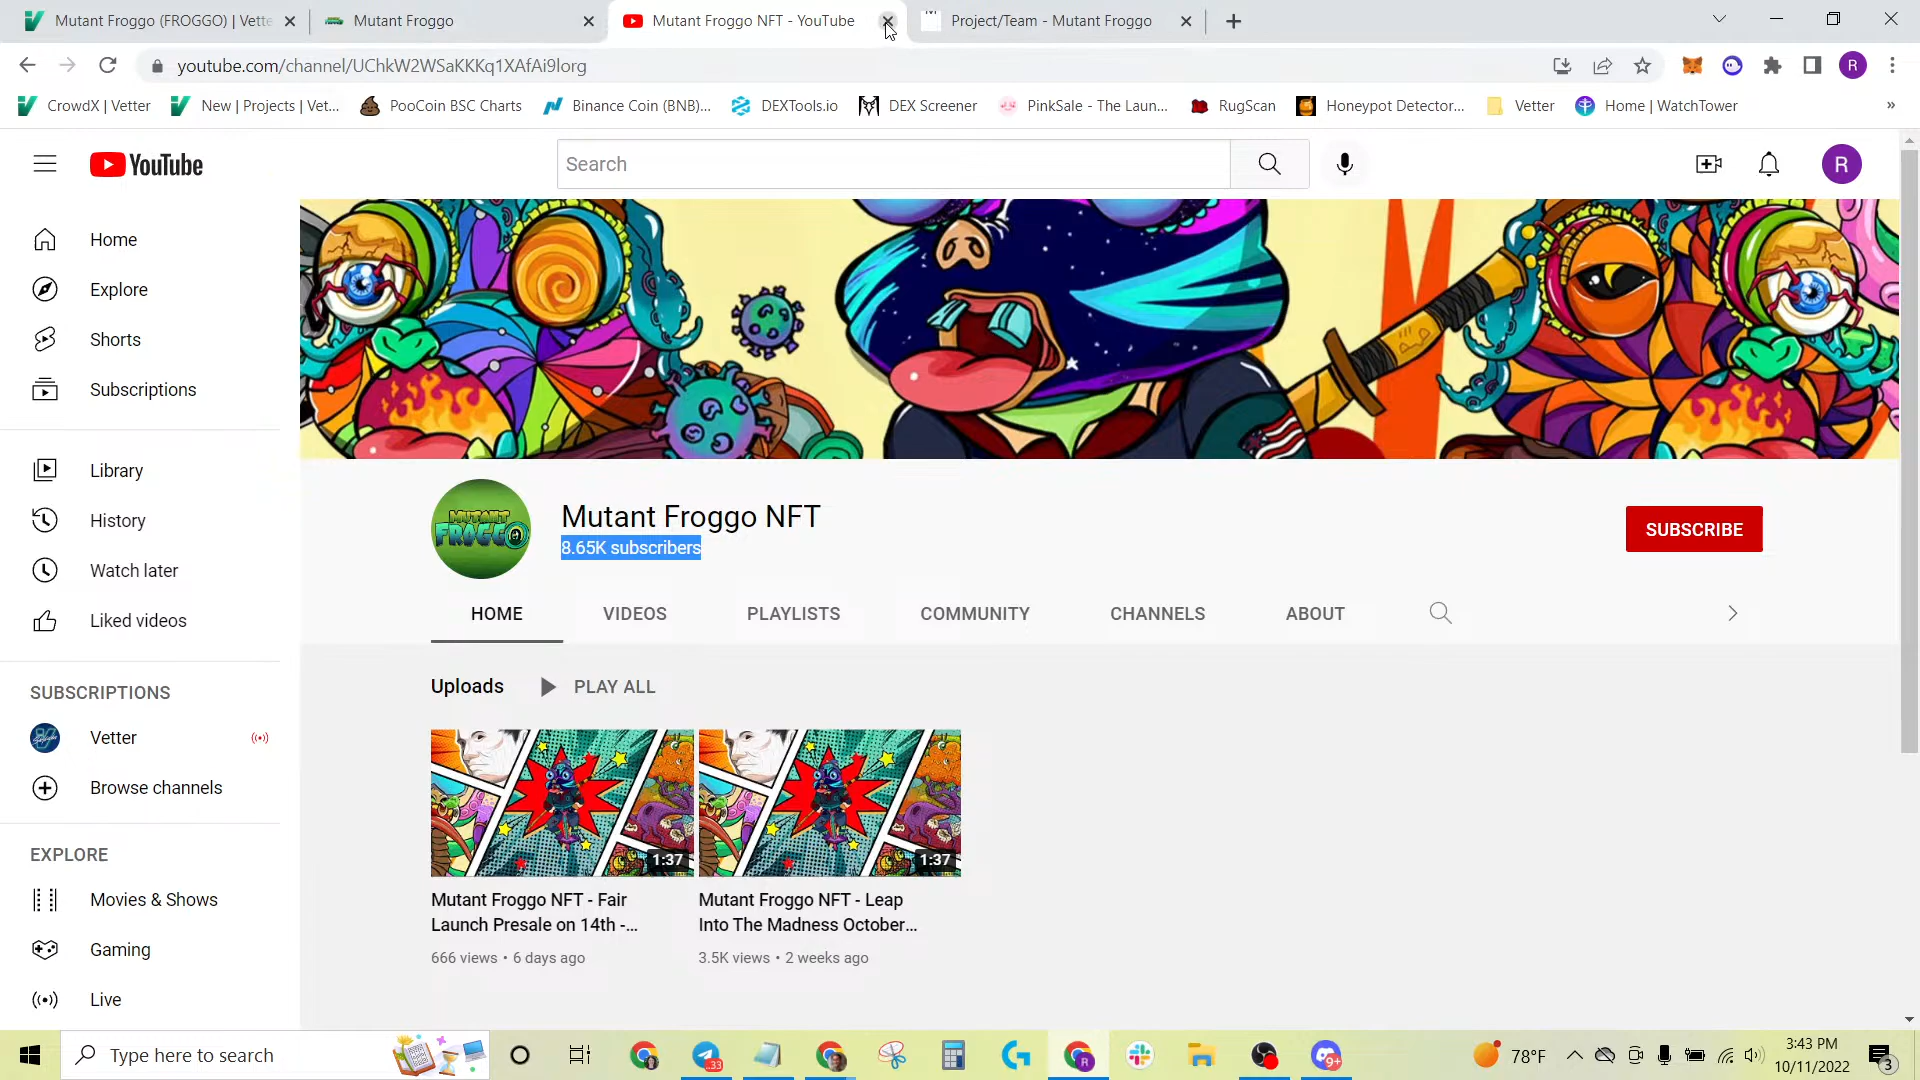 Mutant Froggo (FROGGO) | Vette
Mutant Froggo
Mutant Froggo NFT - YouTube
Project/Team - Mutant Froggo
youtube.com/channel/UChkW2WSaKKKq1XAfAi9lorg
R
CrowdX | Vetter
New | Projects | Vet...
PooCoin BSC Charts
Binance Coin (BNB)...
DEXTools.io
DEX Screener
PinkSale - The Laun...
RugScan
Honeypot Detector...
Vetter
Home | WatchTower
»
YouTube
Search
R
Home
Explore
Shorts
Subscriptions
Library
History
Watch later
Liked videos
SUBSCRIPTIONS
Vetter
Browse channels
EXPLORE
Movies & Shows
Gaming
Live
MUTANT
FROGGO
Mutant Froggo NFT
8.65K subscribers
SUBSCRIBE
HOME
VIDEOS
PLAYLISTS
COMMUNITY
CHANNELS
ABOUT
Uploads
PLAY ALL
1:37
1:37
Mutant Froggo NFT - Fair
Launch Presale on 14th -...
666 views • 6 days ago
Mutant Froggo NFT - Leap
Into The Madness October...
3.5K views • 2 weeks ago
Type here to search
33
R
9+
78°F
3:43 PM
10/11/2022
3